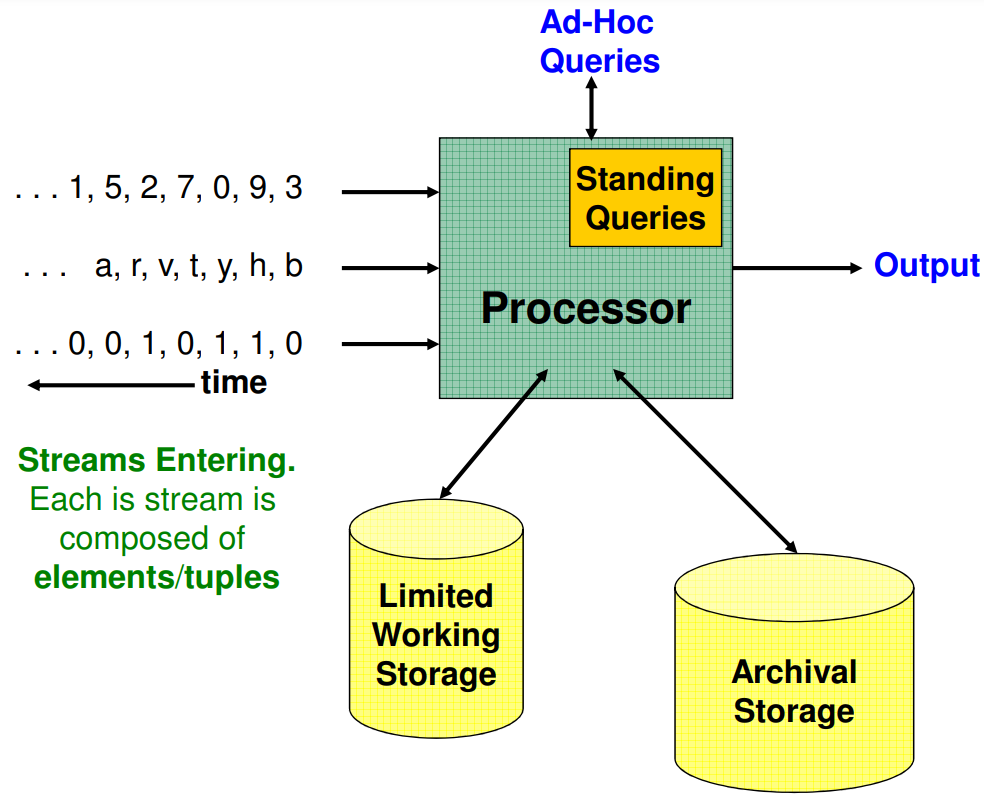 Ad-Hoc
Queries
Standing
Queries
. . . 1, 5, 2, 7, 0, 9, 3
. . . a, r, v, t, y, h, b
. . . 0, 0, 1, 0, 1, 1, 0
time
Processor
Output
Streams Entering.
Each is stream is
composed of
elements/tuples
Limited
Working
Storage
Archival
Storage